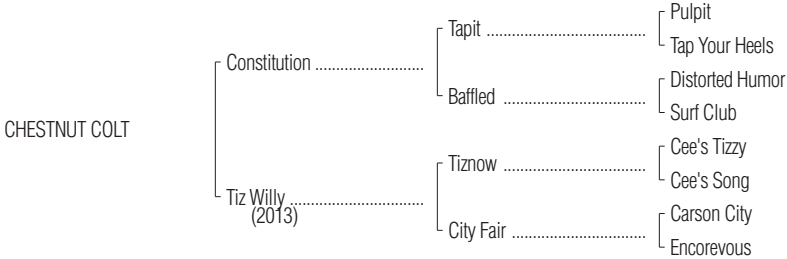 Pulpit
Tapit ..................................
Tap Your Heels
Constitution .........................
Distorted Humor
Baffled ....................................
Surf Club
CHESTNUT COLT
Cee's Tizzy
Tiznow ....................................
Cee's Song
Tiz Willy ..................................
(2013)
Carson City
City Fair ..................................
Encorevous